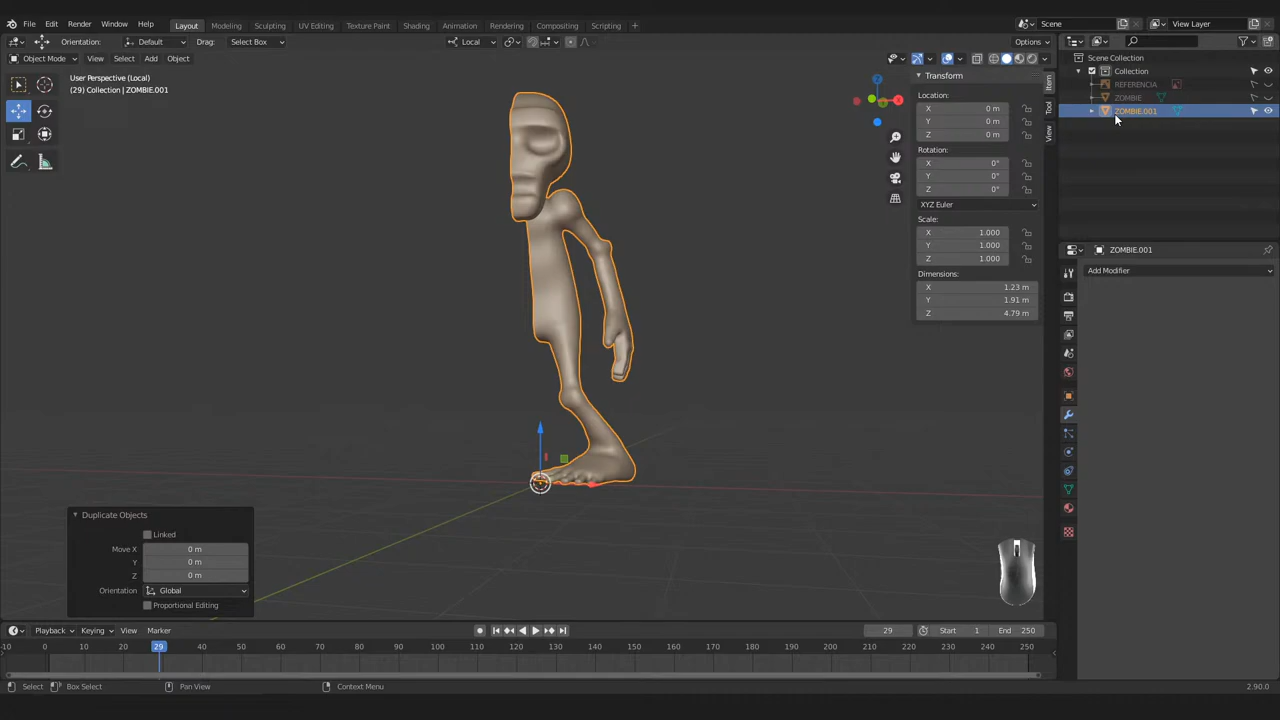 File Edit Render Window Help Layout Modeling Sculpting UV Editing Texture Paint Shading Animation Rendering Compositing Scripting + Scene View Layer
Orientation: Default Drag: Select Box Local Options
Object Mode View Select Add Object
User Perspective (Local)
(29) Collection | ZOMBIE.001
Scene Collection
Collection
REFERENCIA
ZOMBIE
ZOMBIE.001
Transform
Location:
X 0 m
Y 0 m
Z 0 m
Rotation:
X 0°
Y 0°
Z 0°
XYZ Euler
Scale:
X 1.000
Y 1.000
Z 1.000
Dimensions:
X 1.23 m
Y 1.91 m
Z 4.79 m
Item
Tool
View
Z
X
ZOMBIE.001
Add Modifier
Duplicate Objects
Linked
Move X 0 m
Y 0 m
Z 0 m
Orientation Global
Proportional Editing
Playback Keying View Marker 29 Start 1 End 250
-10 0 10 20 29 40 50 60 70 80 90 100 110 120 130 140 150 160 170 180 190 200 210 220 230 240 250
Select Box Select Pan View Context Menu 2.90.0